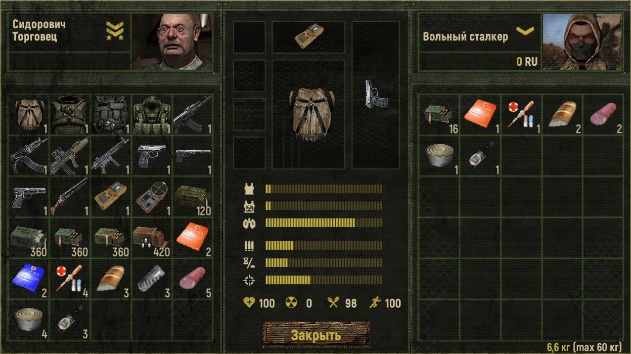 Сидорович
Торговец
Вольный сталкер
0 RU
1 1 1 1 1
1 1 1 1 1
1 1 1 1 120
360 360 360 420 2
2 4 3 3 5
4 3
16 1 1 2 2
1 1
100 0 98 100
Закрыть
6,6 кг (max 60 кг)